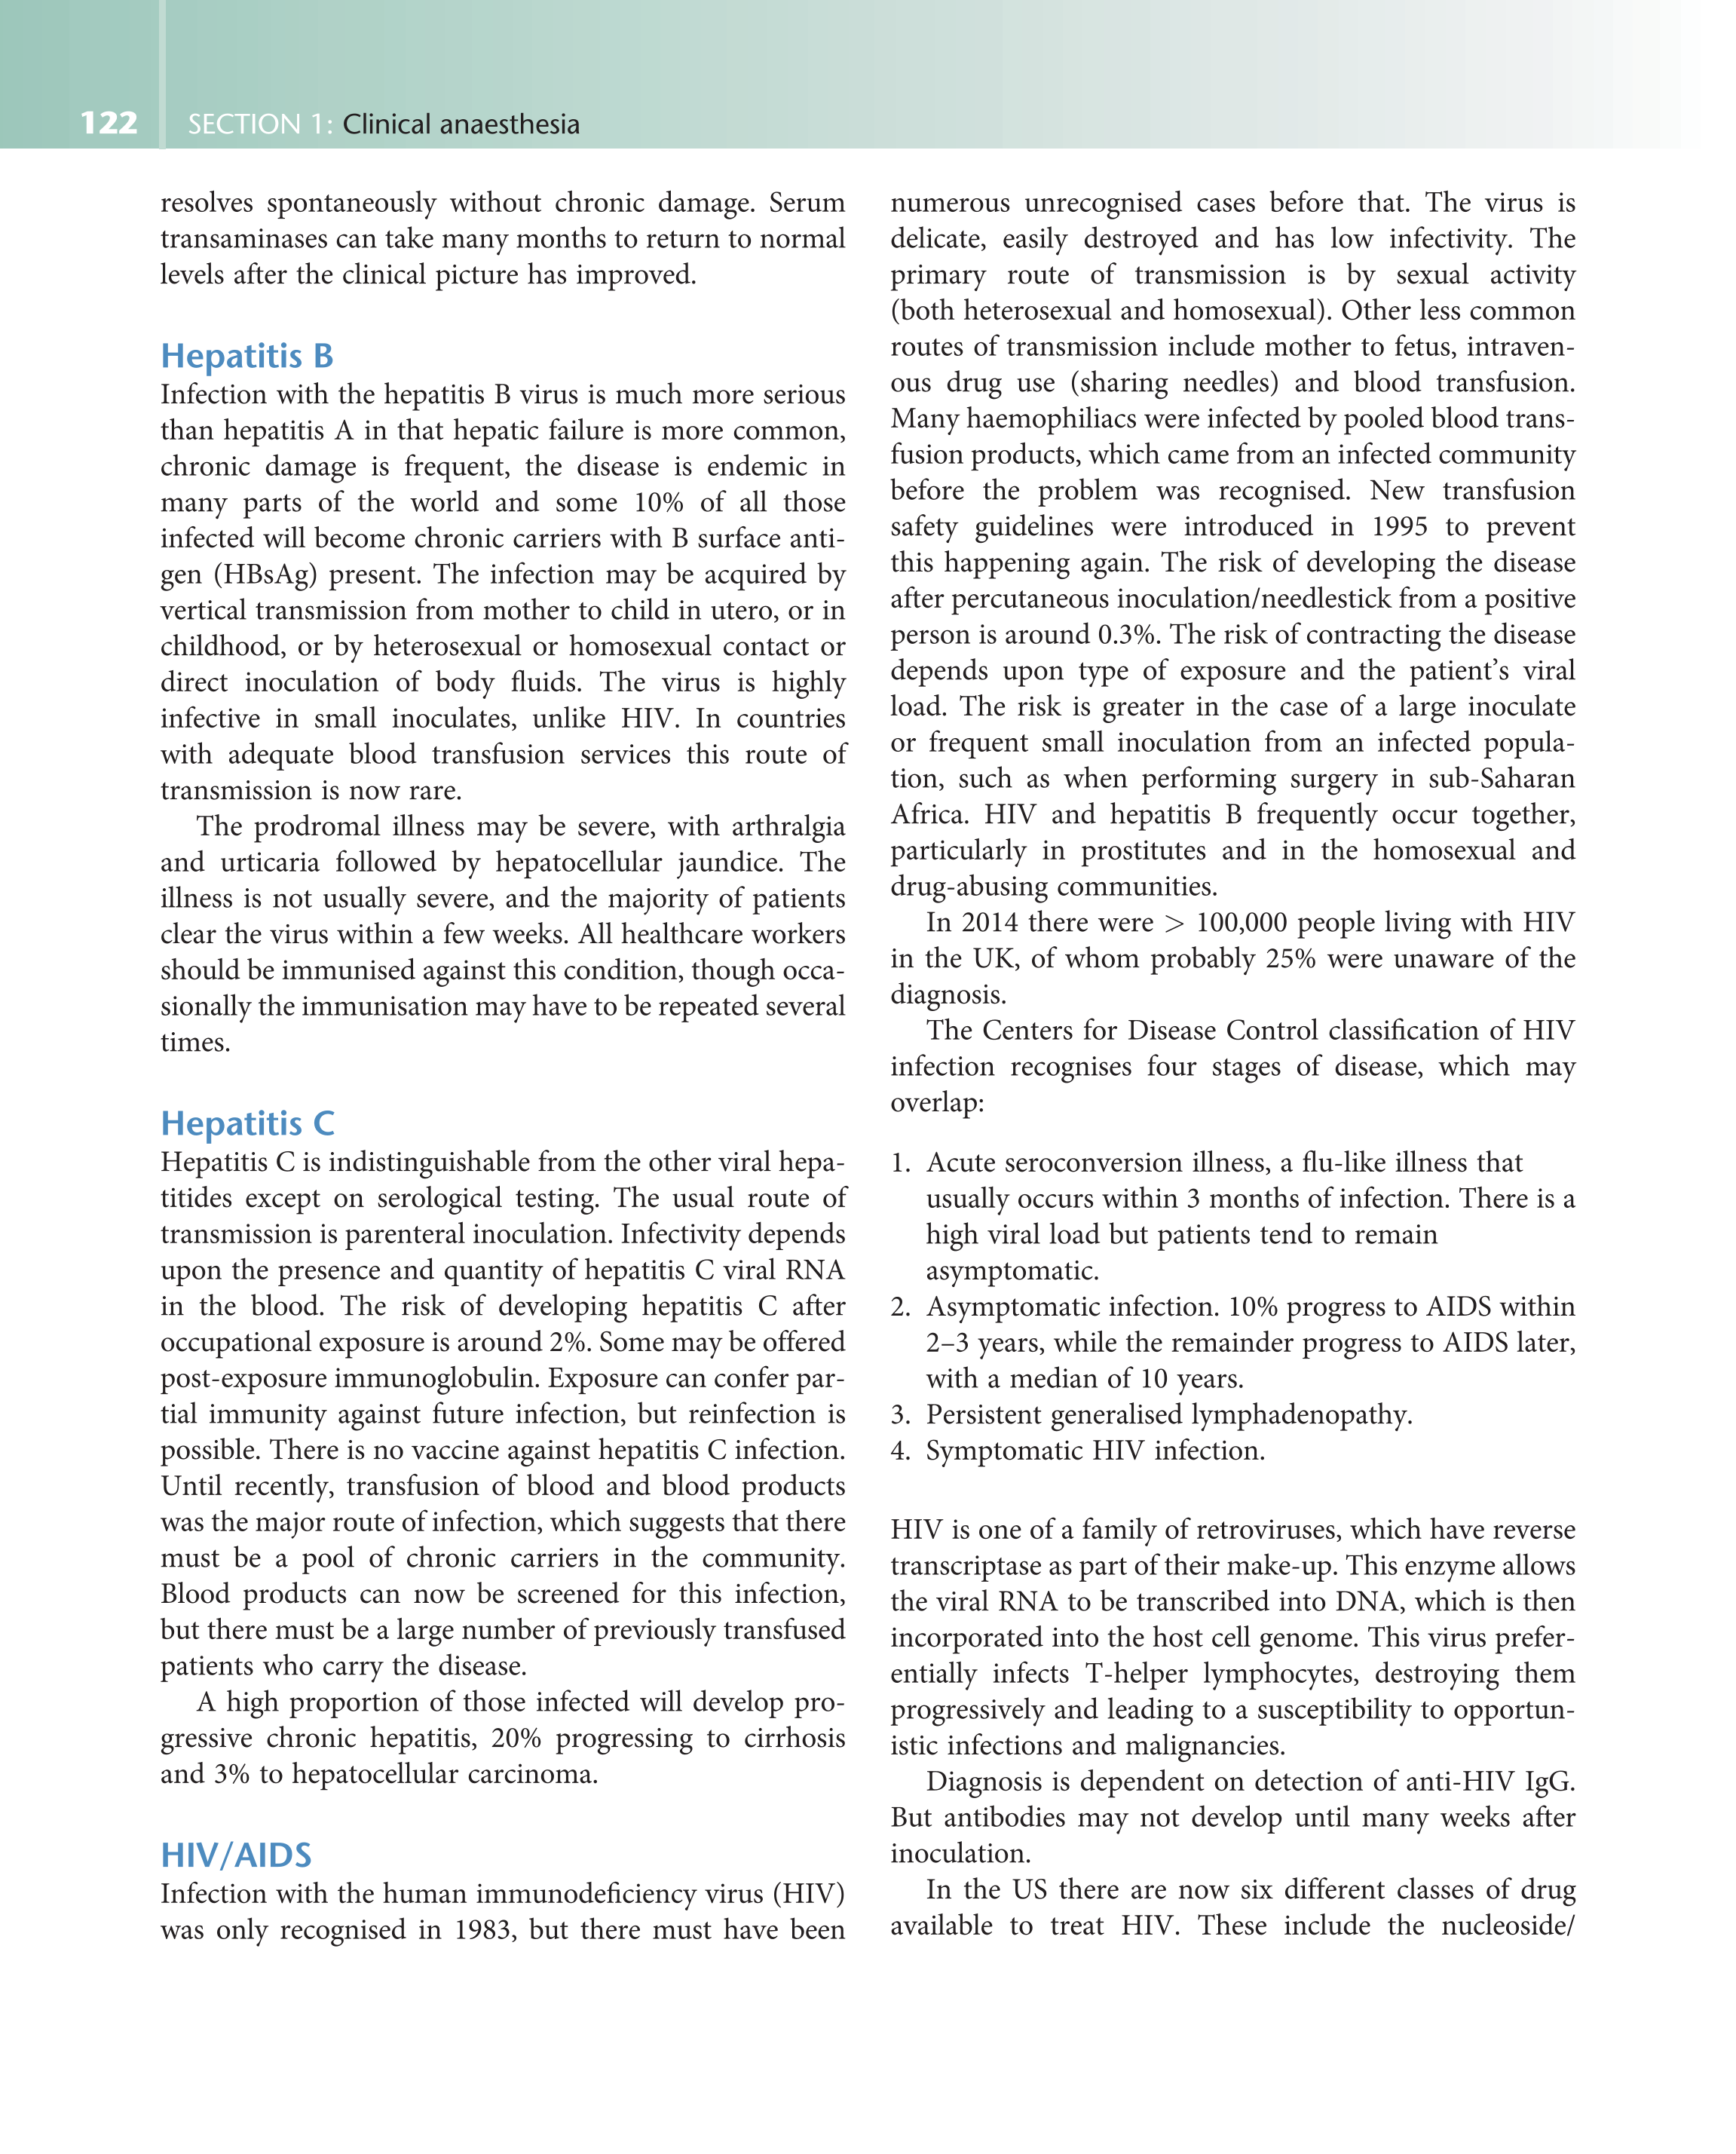 122 SECTION 1: Clinical anaesthesia
resolves spontaneously without chronic damage. Serum
transaminases can take many months to return to normal
levels after the clinical picture has improved.
Hepatitis B
Infection with the hepatitis B virus is much more serious
than hepatitis A in that hepatic failure is more common,
chronic damage is frequent, the disease is endemic in
many parts of the world and some 10% of all those
infected will become chronic carriers with B surface anti-
gen (HBsAg) present. The infection may be acquired by
vertical transmission from mother to child in utero, or in
childhood, or by heterosexual or homosexual contact or
direct inoculation of body fluids. The virus is highly
infective in small inoculates, unlike HIV. In countries
with adequate blood transfusion services this route of
transmission is now rare.
The prodromal illness may be severe, with arthralgia
and urticaria followed by hepatocellular jaundice. The
illness is not usually severe, and the majority of patients
clear the virus within a few weeks. All healthcare workers
should be immunised against this condition, though occa-
sionally the immunisation may have to be repeated several
times.
Hepatitis C
Hepatitis C is indistinguishable from the other viral hepa-
titides except on serological testing. The usual route of
transmission is parenteral inoculation. Infectivity depends
upon the presence and quantity of hepatitis C viral RNA
in the blood. The risk of developing hepatitis C after
occupational exposure is around 2%. Some may be offered
post-exposure immunoglobulin. Exposure can confer par-
tial immunity against future infection, but reinfection is
possible. There is no vaccine against hepatitis C infection.
Until recently, transfusion of blood and blood products
was the major route of infection, which suggests that there
must be a pool of chronic carriers in the community.
Blood products can now be screened for this infection,
but there must be a large number of previously transfused
patients who carry the disease.
A high proportion of those infected will develop pro-
gressive chronic hepatitis, 20% progressing to cirrhosis
and 3% to hepatocellular carcinoma.
HIV/AIDS
Infection with the human immunodeficiency virus (HIV)
was only recognised in 1983, but there must have been
numerous unrecognised cases before that. The virus is
delicate, easily destroyed and has low infectivity. The
primary route of transmission is by sexual activity
(both heterosexual and homosexual). Other less common
routes of transmission include mother to fetus, intraven-
ous drug use (sharing needles) and blood transfusion.
Many haemophiliacs were infected by pooled blood trans-
fusion products, which came from an infected community
before the problem was recognised. New transfusion
safety guidelines were introduced in 1995 to prevent
this happening again. The risk of developing the disease
after percutaneous inoculation/needlestick from a positive
person is around 0.3%. The risk of contracting the disease
depends upon type of exposure and the patient's viral
load. The risk is greater in the case of a large inoculate
or frequent small inoculation from an infected popula-
tion, such as when performing surgery in sub-Saharan
Africa. HIV and hepatitis B frequently occur together,
particularly in prostitutes and in the homosexual and
drug-abusing communities.
In 2014 there were > 100,000 people living with HIV
in the UK, of whom probably 25% were unaware of the
diagnosis.
The Centers for Disease Control classification of HIV
infection recognises four stages of disease, which may
overlap:
1. Acute seroconversion illness, a flu-like illness that
usually occurs within 3 months of infection. There is a
high viral load but patients tend to remain
asymptomatic.
2. Asymptomatic infection. 10% progress to AIDS within
2–3 years, while the remainder progress to AIDS later,
with a median of 10 years.
3. Persistent generalised lymphadenopathy.
4. Symptomatic HIV infection.
HIV is one of a family of retroviruses, which have reverse
transcriptase as part of their make-up. This enzyme allows
the viral RNA to be transcribed into DNA, which is then
incorporated into the host cell genome. This virus prefer-
entially infects T-helper lymphocytes, destroying them
progressively and leading to a susceptibility to opportun-
istic infections and malignancies.
Diagnosis is dependent on detection of anti-HIV IgG.
But antibodies may not develop until many weeks after
inoculation.
In the US there are now six different classes of drug
available to treat HIV. These include the nucleoside/